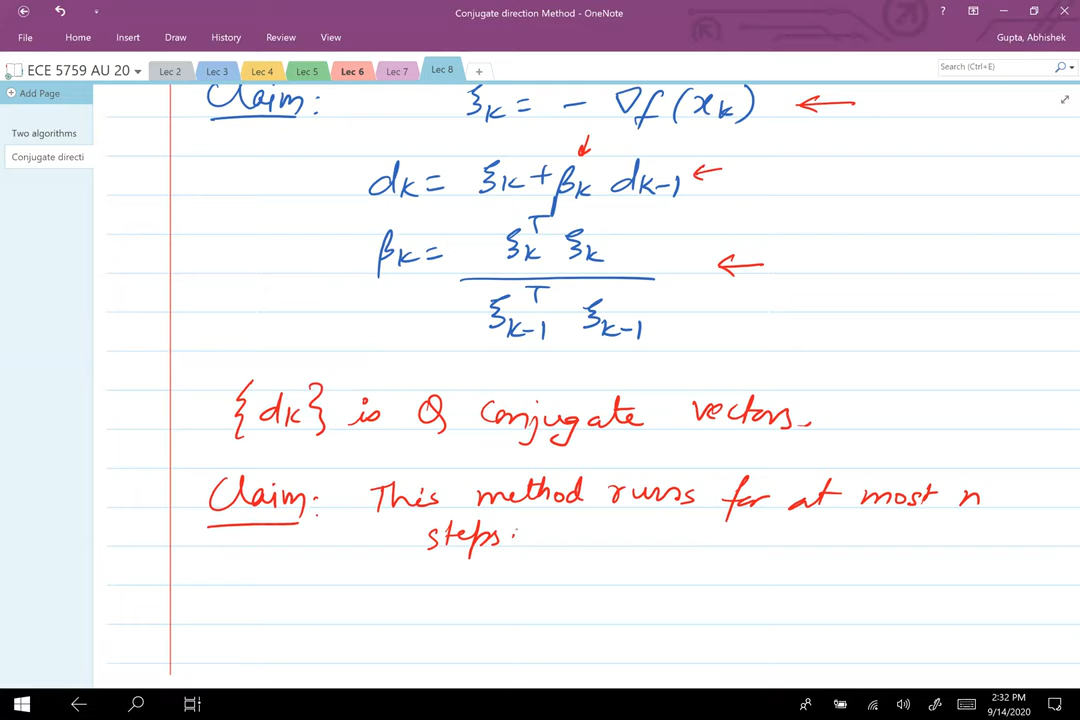 Conjugate direction Method - OneNote
File Home Insert Draw History Review View
Gupta, Abhishek
ECE 5759 AU 20
Lec 2 Lec 3 Lec 4 Lec 5 Lec 6 Lec 7 Lec 8
Search (Ctrl+E)
Add Page
Two algorithms
Conjugate directi
Claim: ξk = - ∇f(xk) ←
↓
dk = ξk + βk dk-1 ←
βk = ξk^T ξk / ξk-1^T ξk-1 ←
{dk} is Q conjugate vectors.
Claim: This method runs for at most n
steps.
2:32 PM
9/14/2020